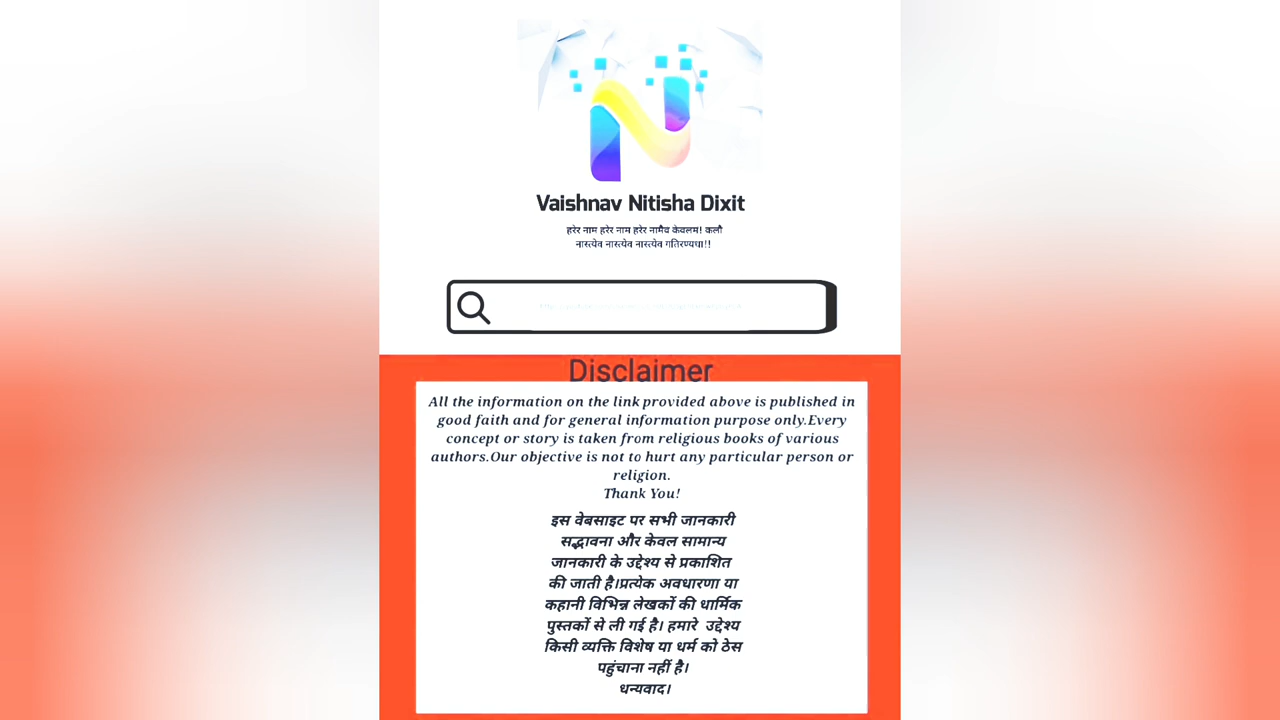 Vaishnav Nitisha Dixit
हरेर नाम हरेर नाम हरेर नामैव केवलम! कलौ
नास्त्येव नास्त्येव नास्त्येव गतिरण्यथा!!
Disclaimer
All the information on the link provided above is published in
good faith and for general information purpose only.Every
concept or story is taken from religious books of various
authors.Our objective is not to hurt any particular person or
religion.
Thank You!
इस वेबसाइट पर सभी जानकारी
सद्भावना और केवल सामान्य
जानकारी के उद्देश्य से प्रकाशित
की जाती है।प्रत्येक अवधारणा या
कहानी विभिन्न लेखकों की धार्मिक
पुस्तकों से ली गई है। हमारे उद्देश्य
किसी व्यक्ति विशेष या धर्म को ठेस
पहुंचाना नहीं है।
धन्यवाद।